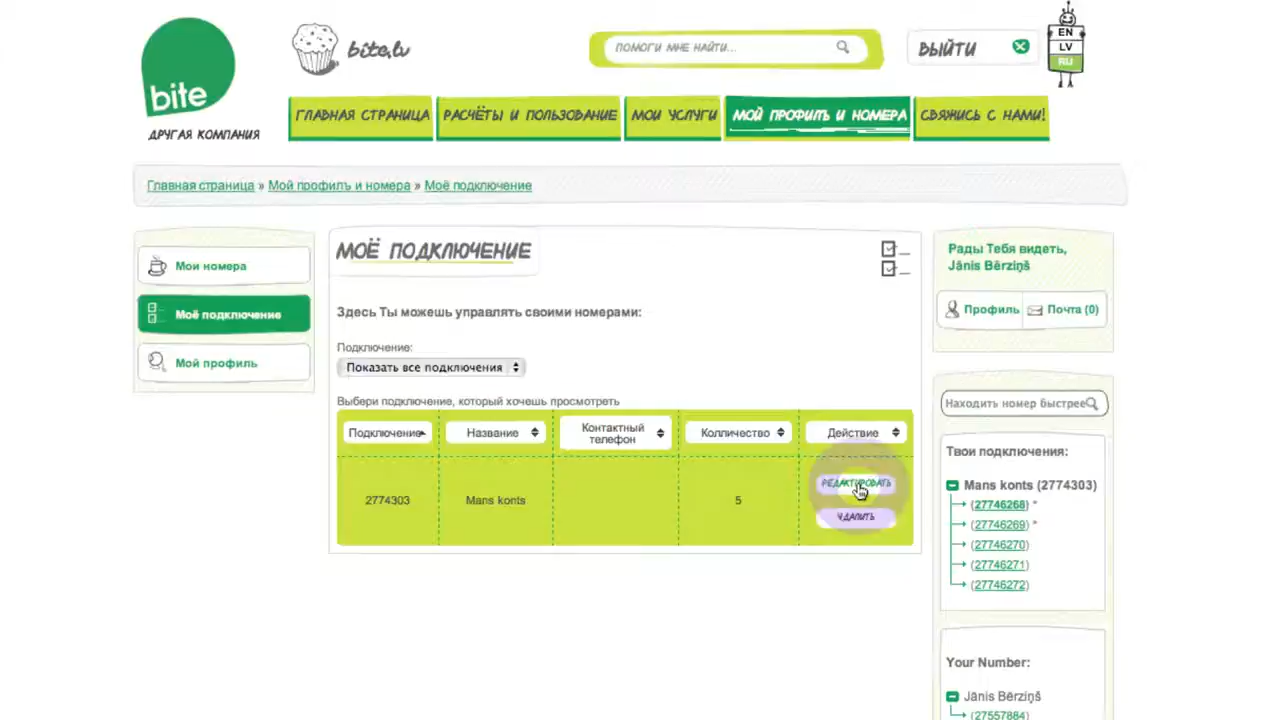 bite
ДРУГАЯ КОМПАНИЯ
bite.lv
ПОМОГИ МНЕ НАЙТИ...
ВЫЙТИ
EN
LV
RU
ГЛАВНАЯ СТРАНИЦА
РАСЧЁТЫ И ПОЛЬЗОВАНИЕ
МОИ УСЛУГИ
МОЙ ПРОФИЛЪ И НОМЕРА
СВЯЖИСЬ С НАМИ!
Главная страница » Мой профилъ и номера » Моё подключение
Мои номера
Моё подключение
Мой профиль
МОЁ ПОДКЛЮЧЕНИЕ
Здесь Ты можешь управлять своими номерами:
Подключение:
Показать все подключения
Выбери подключение, который хочешь просмотреть
Подключение
Название
Контактный телефон
Колличество
Действие
2774303
Mans konts
5
РЕДАКТИРОВАТЬ
УДАЛИТЬ
Рады Тебя видеть,
Jānis Bērziņš
Профиль
Почта (0)
Находить номер быстрее
Твои подключения:
Mans konts (2774303)
(27746268) *
(27746269) *
(27746270)
(27746271)
(27746272)
Your Number:
Jānis Bērziņš
(27557884)